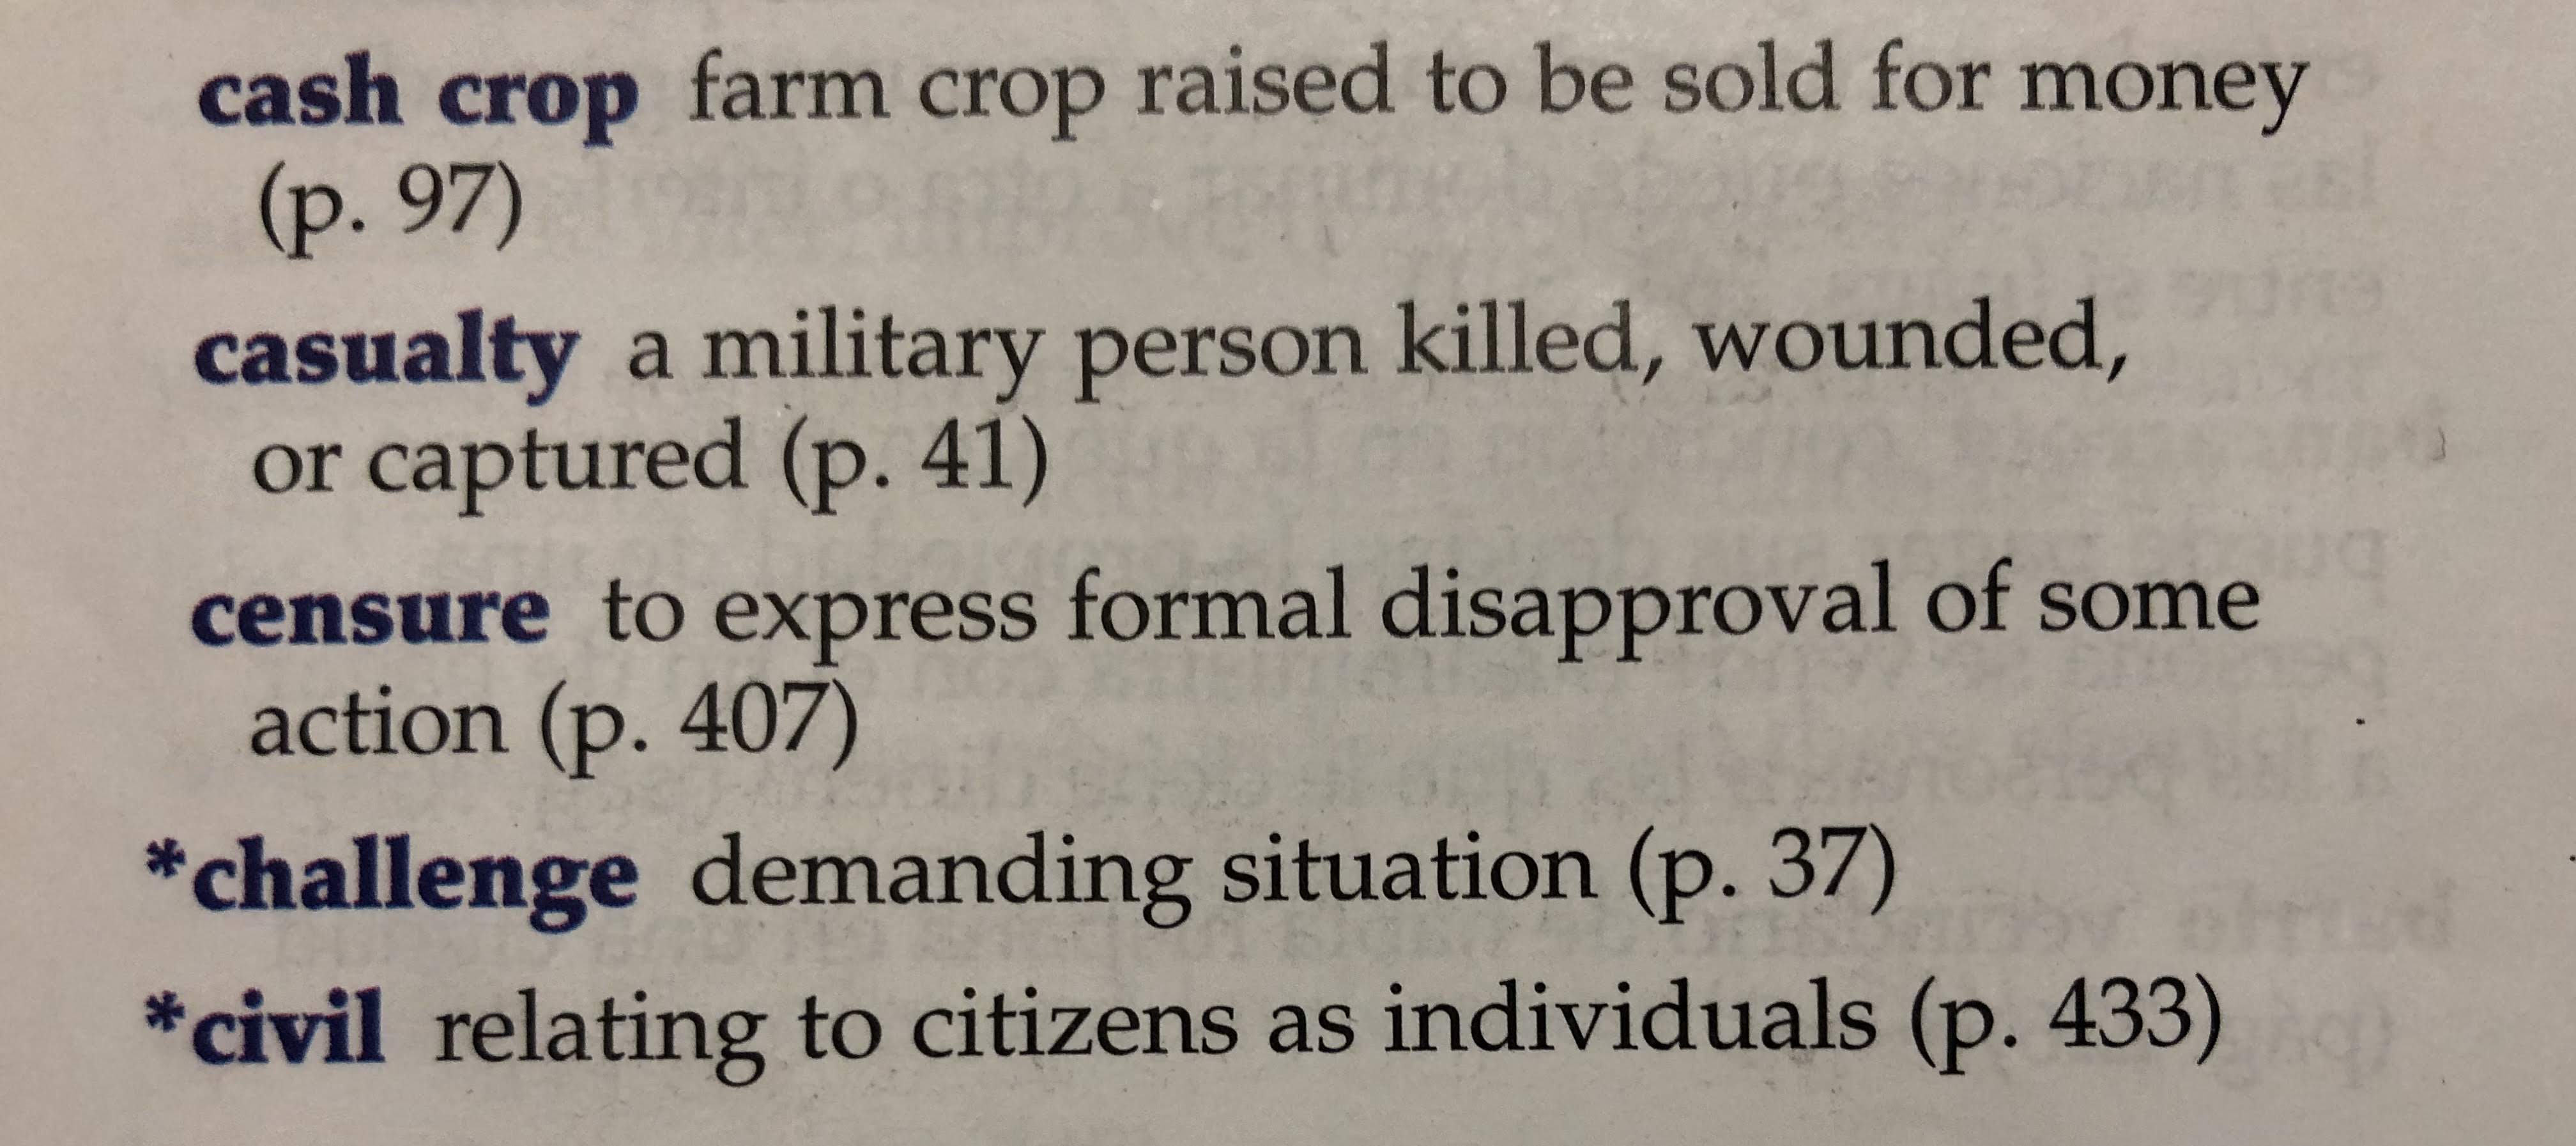 cash crop farm crop raised to be sold for money
(p. 97)
casualty a military person killed, wounded,
or captured (p. 41)
censure to express formal disapproval of some
action (p. 407)
*challenge demanding situation (p. 37)
*civil relating to citizens as individuals (p. 433)